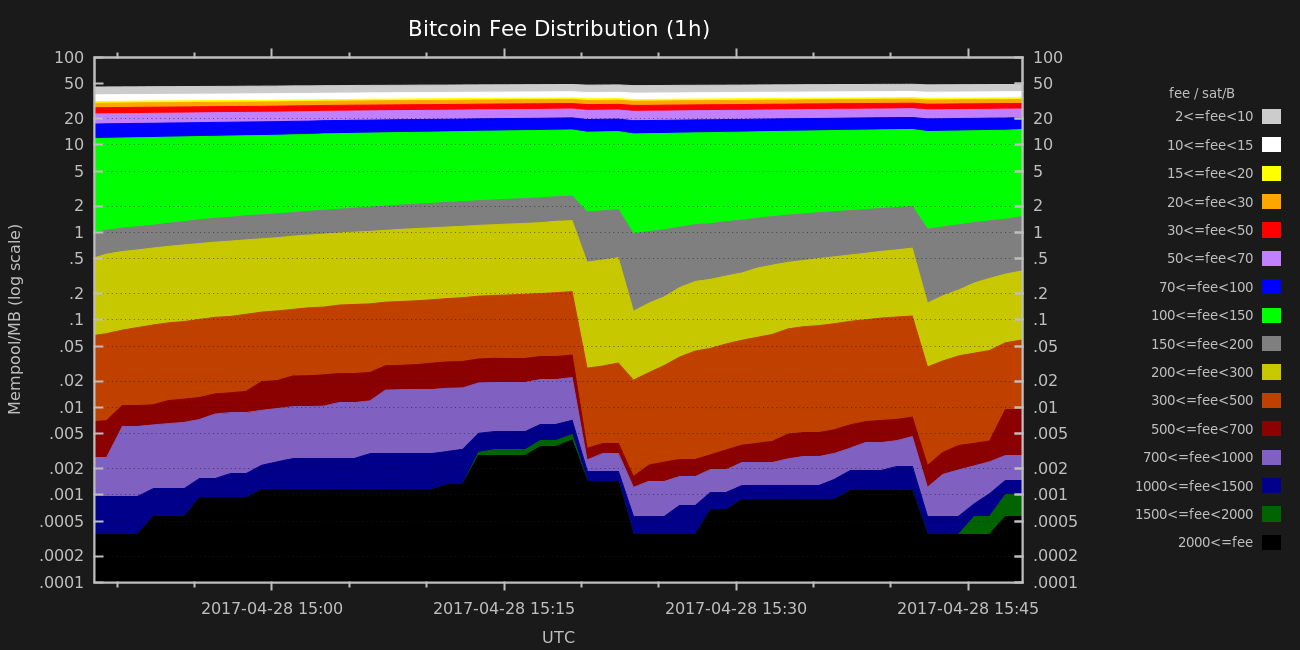 Bitcoin Fee Distribution (1h)
Mempool/MB (log scale)
100
50
20
10
5
2
1
.5
.2
.1
.05
.02
.01
.005
.002
.001
.0005
.0002
.0001
100
50
20
10
5
2
1
.5
.2
.1
.05
.02
.01
.005
.002
.001
.0005
.0002
.0001
2017-04-28 15:00
2017-04-28 15:15
2017-04-28 15:30
2017-04-28 15:45
UTC
fee / sat/B
2<=fee<10
10<=fee<15
15<=fee<20
20<=fee<30
30<=fee<50
50<=fee<70
70<=fee<100
100<=fee<150
150<=fee<200
200<=fee<300
300<=fee<500
500<=fee<700
700<=fee<1000
1000<=fee<1500
1500<=fee<2000
2000<=fee